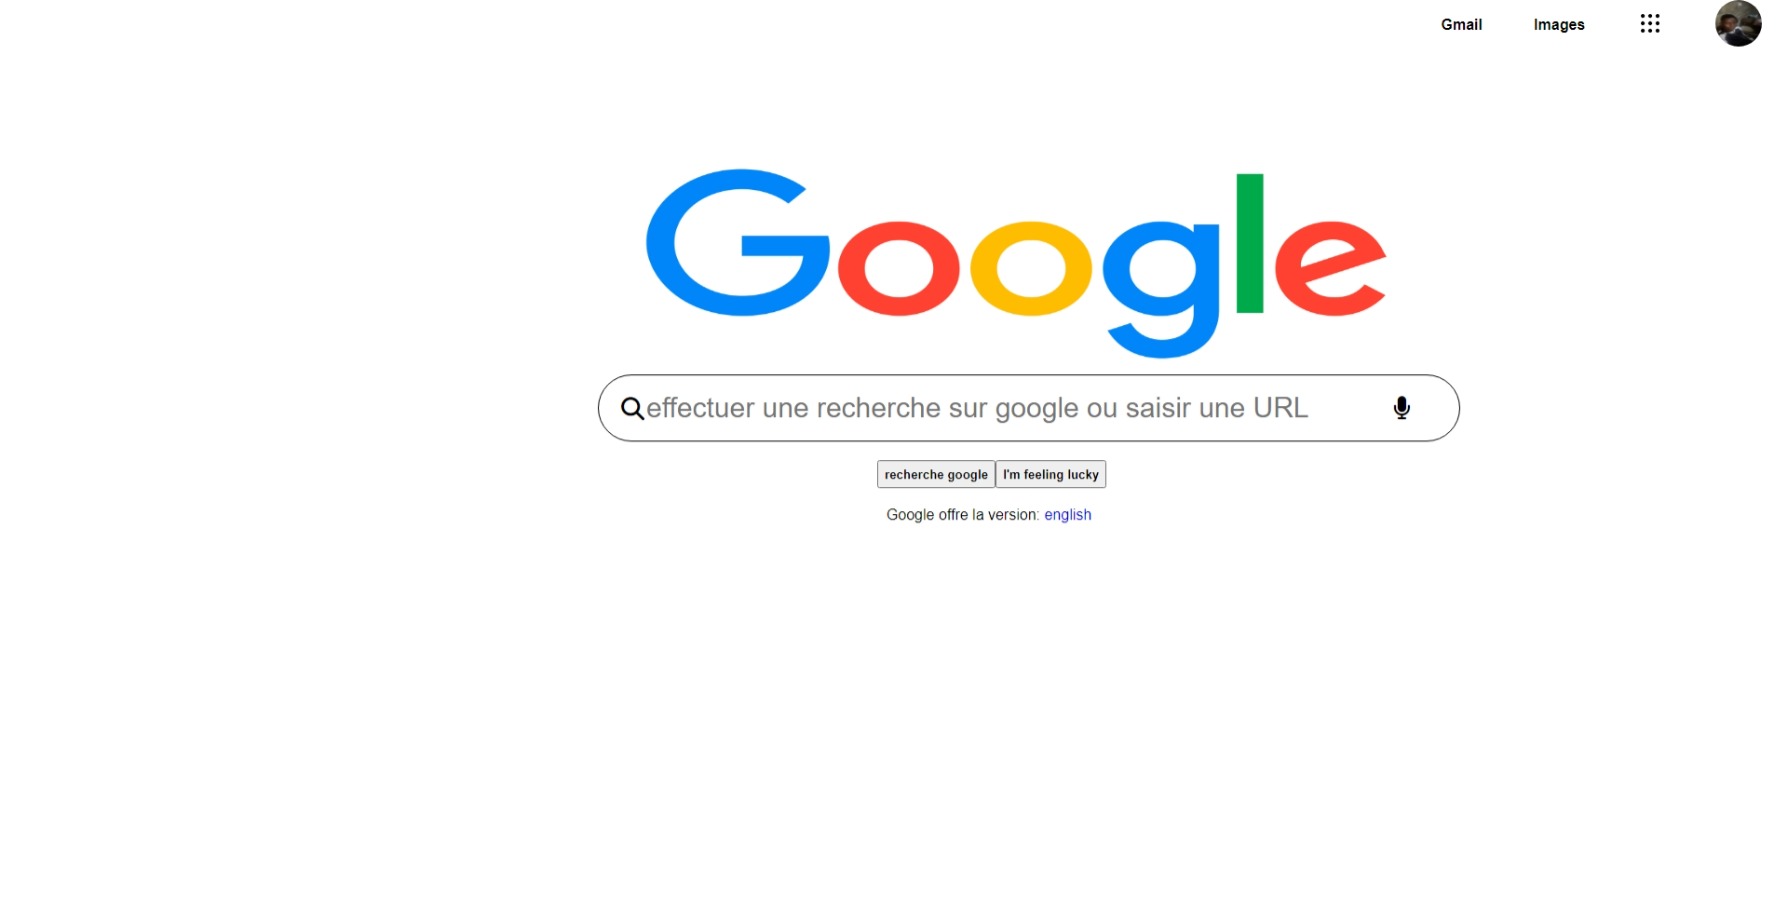 Gmail Images
Google
effectuer une recherche sur google ou saisir une URL
recherche google I'm feeling lucky
Google offre la version: english